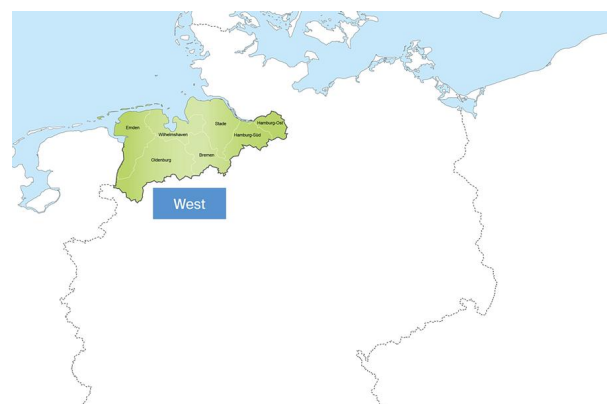 Emden
Wilhelmshaven
Stade
Hamburg-Ost
Hamburg-Süd
Oldenburg
Bremen
West